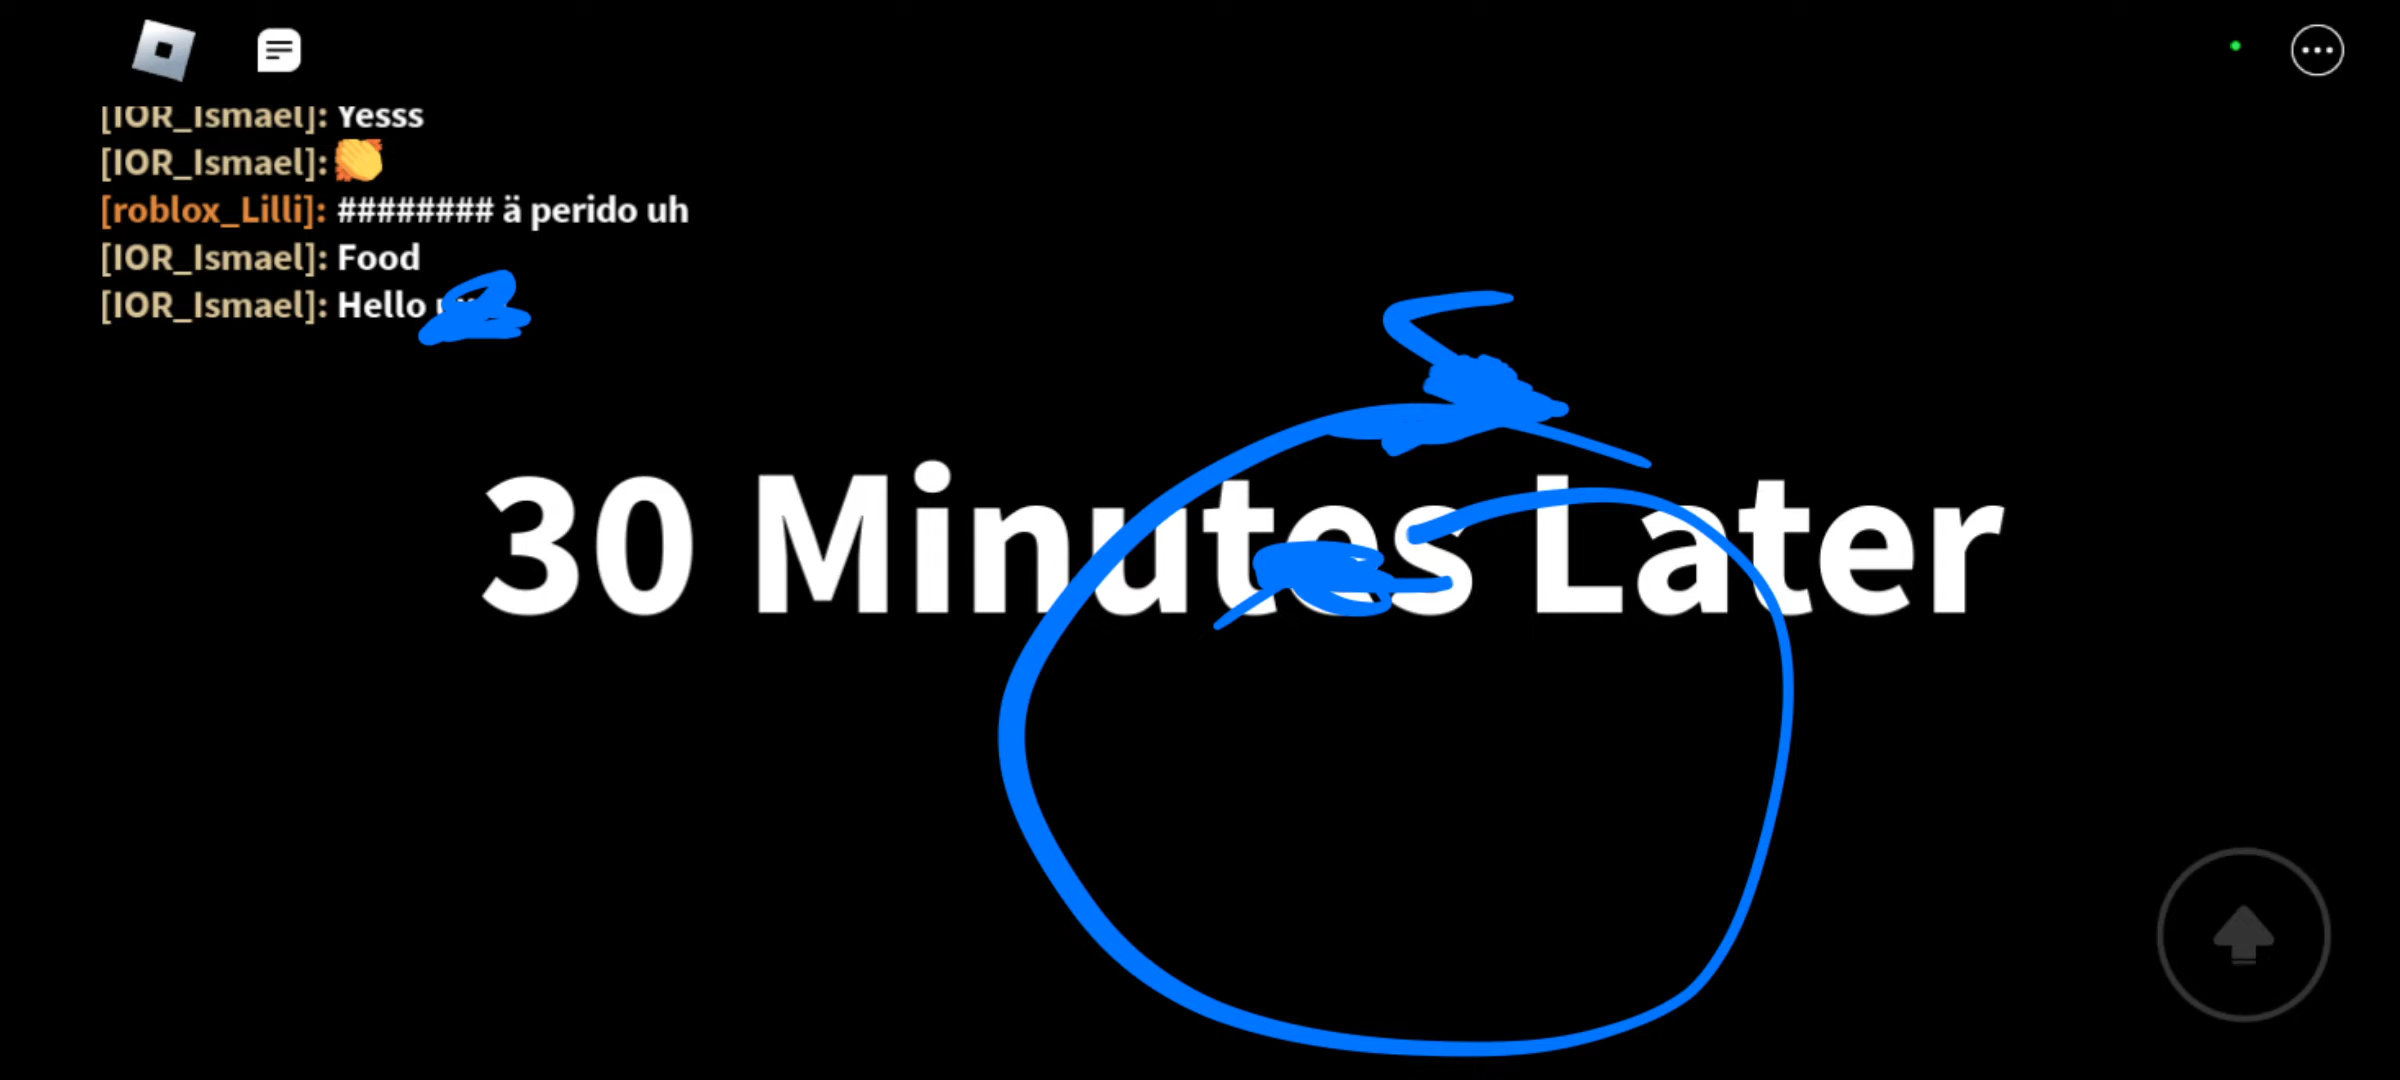 [IOR_Ismael]: Yesss
[IOR_Ismael]: 👏
[roblox_Lilli]: ######## ä perido uh
[IOR_Ismael]: Food
[IOR_Ismael]: Hello
30 Minutes Later